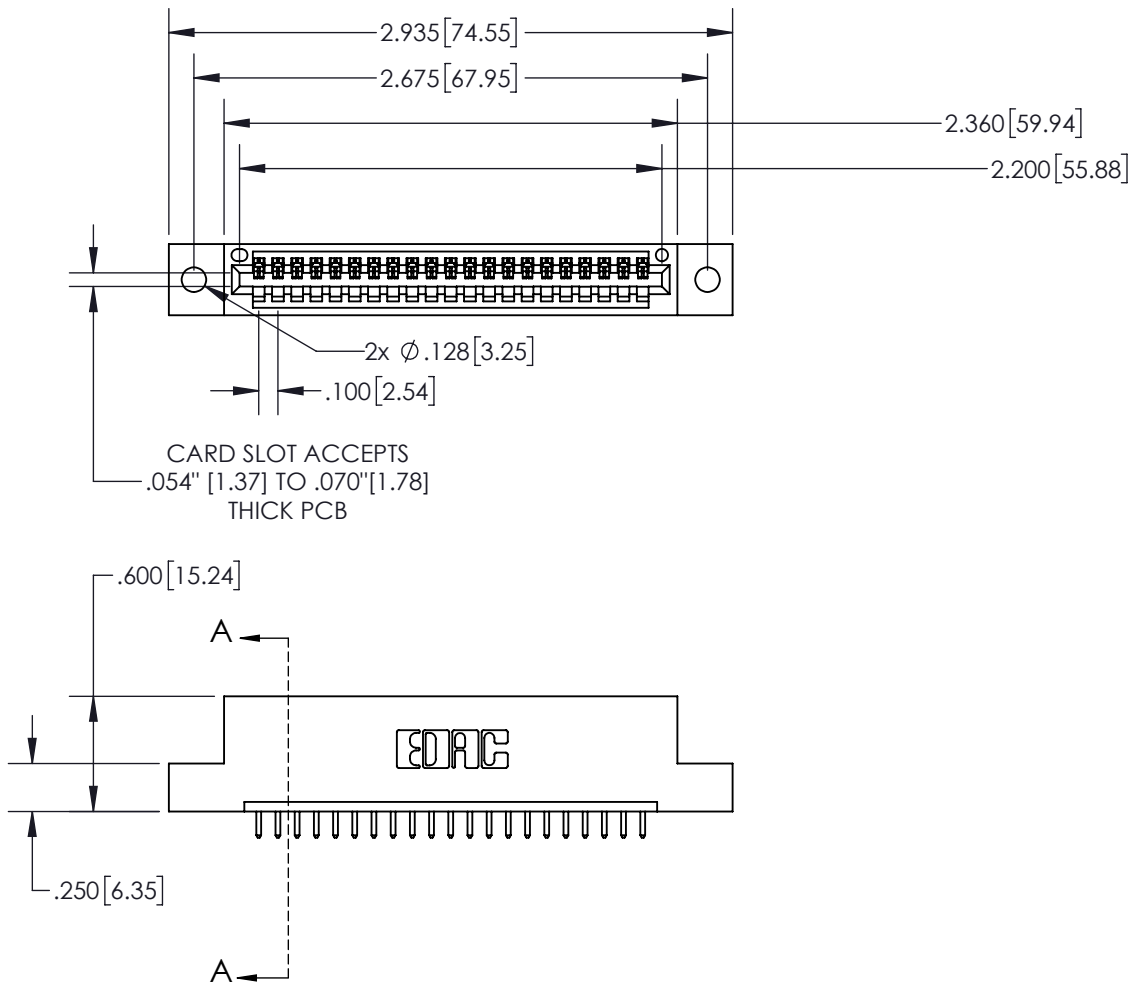 2.935[74.55]
2.675[67.95]
2.360[59.94]
2.200[55.88]
2x ∅.128[3.25]
.100[2.54]
CARD SLOT ACCEPTS
.054" [1.37] TO .070"[1.78]
THICK PCB
.600[15.24]
A
EDAC
.250[6.35]
A